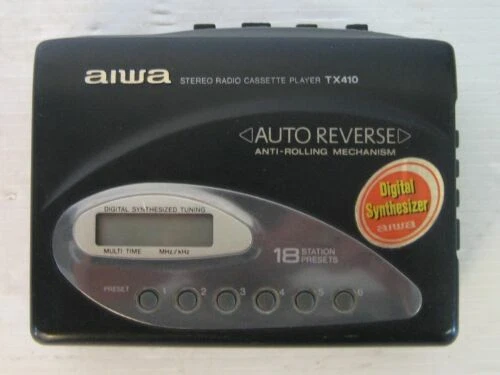 aiwa STEREO RADIO CASSETTE PLAYER TX410
◁AUTO REVERSE▷
ANTI-ROLLING MECHANISM
Digital
Synthesizer
aiwa
DIGITAL SYNTHESIZED TUNING
MULTI TIME MHz/kHz
18 STATION
PRESETS
PRESET 1 2 3 4 5 6